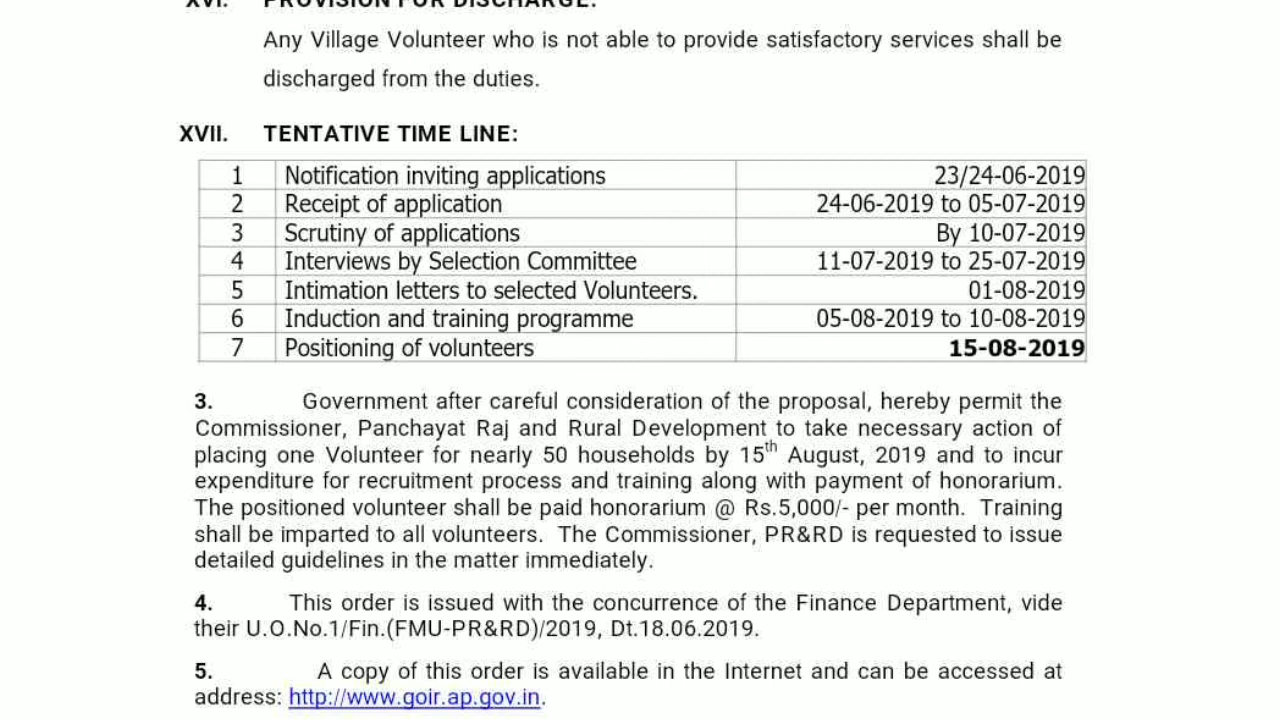 XVI. PROVISION FOR DISCHARGE:
Any Village Volunteer who is not able to provide satisfactory services shall be
discharged from the duties.
XVII. TENTATIVE TIME LINE:
1 Notification inviting applications 23/24-06-2019
2 Receipt of application 24-06-2019 to 05-07-2019
3 Scrutiny of applications By 10-07-2019
4 Interviews by Selection Committee 11-07-2019 to 25-07-2019
5 Intimation letters to selected Volunteers. 01-08-2019
6 Induction and training programme 05-08-2019 to 10-08-2019
7 Positioning of volunteers 15-08-2019
3. Government after careful consideration of the proposal, hereby permit the
Commissioner, Panchayat Raj and Rural Development to take necessary action of
placing one Volunteer for nearly 50 households by 15th August, 2019 and to incur
expenditure for recruitment process and training along with payment of honorarium.
The positioned volunteer shall be paid honorarium @ Rs.5,000/- per month. Training
shall be imparted to all volunteers. The Commissioner, PR&RD is requested to issue
detailed guidelines in the matter immediately.
4. This order is issued with the concurrence of the Finance Department, vide
their U.O.No.1/Fin.(FMU-PR&RD)/2019, Dt.18.06.2019.
5. A copy of this order is available in the Internet and can be accessed at
address: http://www.goir.ap.gov.in.